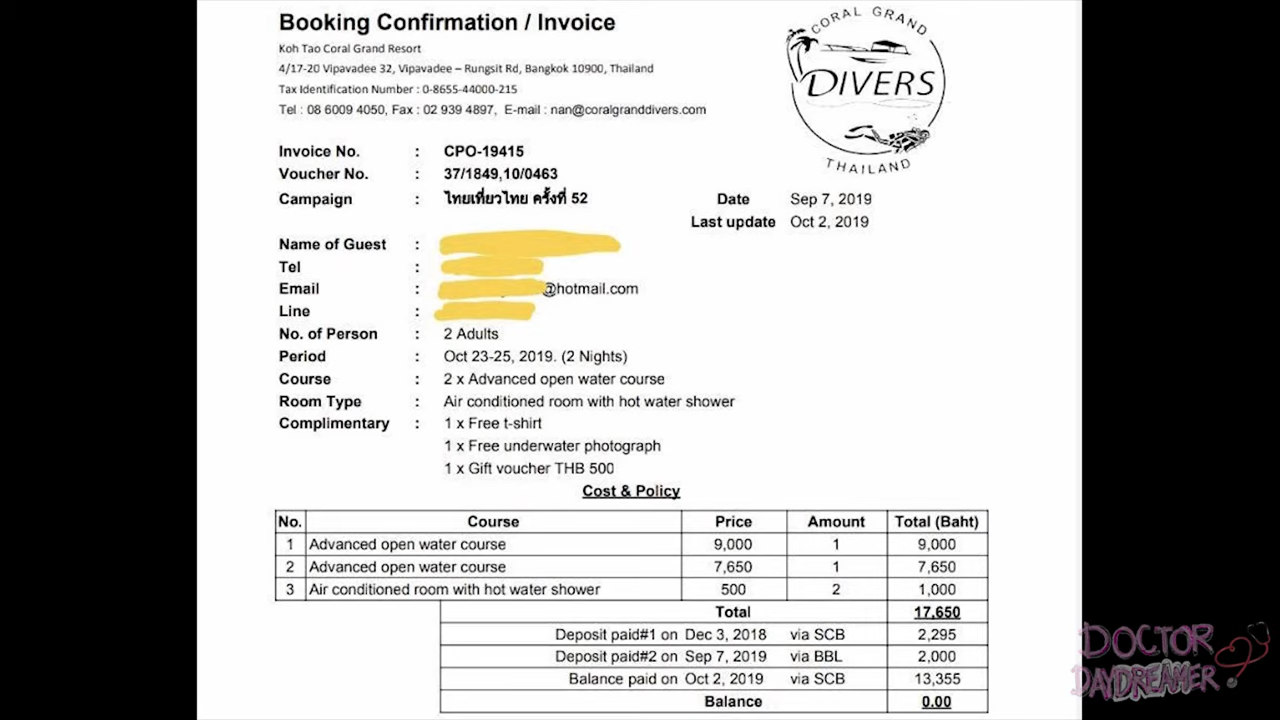 Booking Confirmation / Invoice
Koh Tao Coral Grand Resort
4/17-20 Vipavadee 32, Vipavadee – Rungsit Rd, Bangkok 10900, Thailand
Tax Identification Number : 0-8655-44000-215
Tel : 08 6009 4050, Fax : 02 939 4897, E-mail : nan@coralgranddivers.com
CORAL GRAND
DIVERS
THAILAND
Invoice No. : CPO-19415
Voucher No. : 37/1849,10/0463
Campaign : ไทยเที่ยวไทย ครั้งที่ 52
Date Sep 7, 2019
Last update Oct 2, 2019
Name of Guest :
Tel :
Email : @hotmail.com
Line :
No. of Person : 2 Adults
Period : Oct 23-25, 2019. (2 Nights)
Course : 2 x Advanced open water course
Room Type : Air conditioned room with hot water shower
Complimentary : 1 x Free t-shirt
1 x Free underwater photograph
1 x Gift voucher THB 500
Cost & Policy
No. Course Price Amount Total (Baht)
1 Advanced open water course 9,000 1 9,000
2 Advanced open water course 7,650 1 7,650
3 Air conditioned room with hot water shower 500 2 1,000
Total 17,650
Deposit paid#1 on Dec 3, 2018 via SCB 2,295
Deposit paid#2 on Sep 7, 2019 via BBL 2,000
Balance paid on Oct 2, 2019 via SCB 13,355
Balance 0.00
DOCTOR
DAYDREAMER